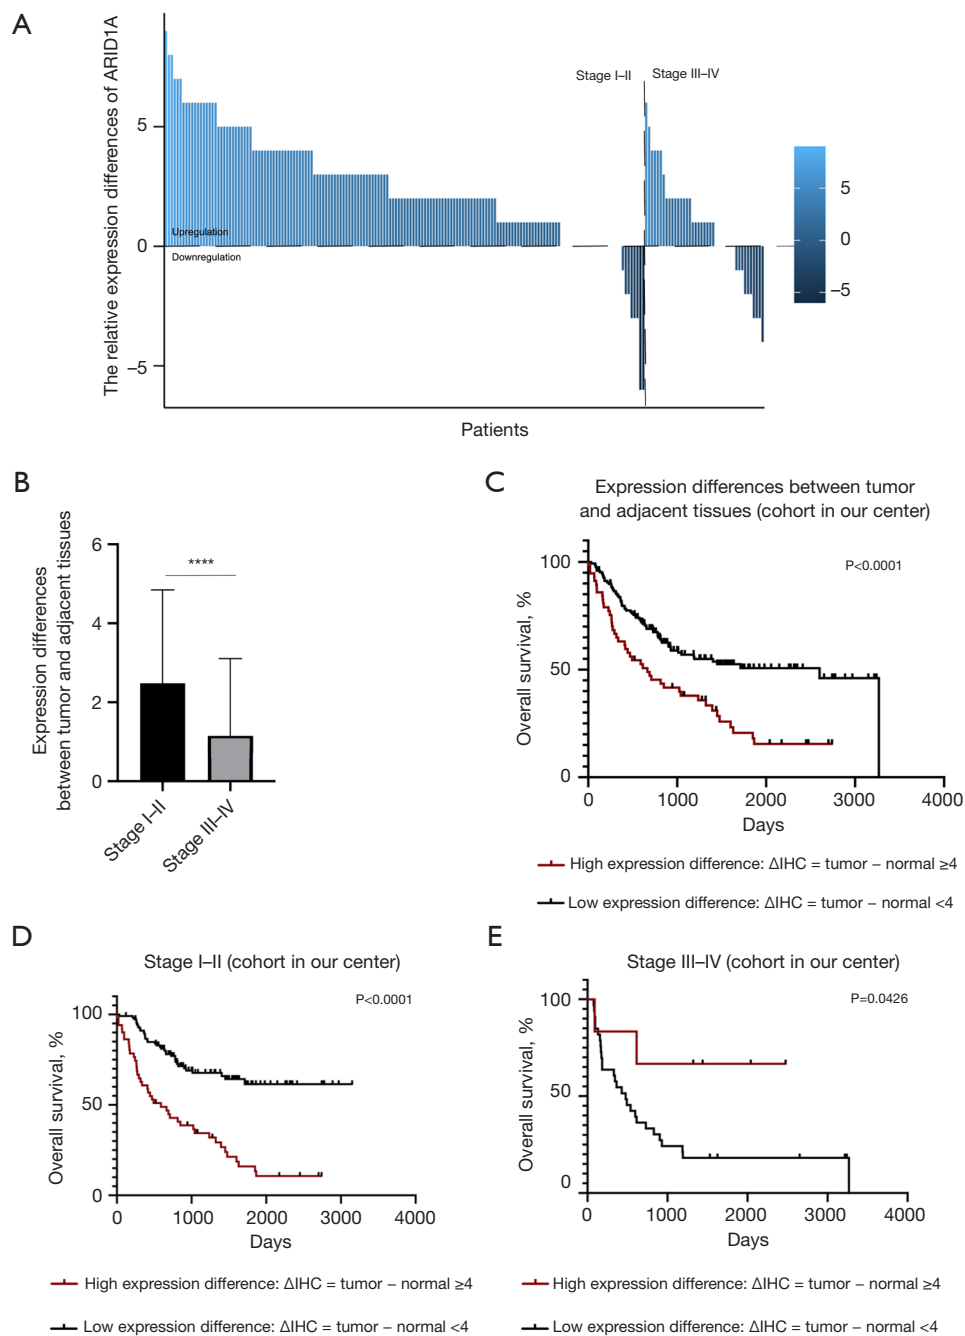 A
The relative expression differences of ARID1A
5
0
−5
Upregulation
Downregulation
Stage I–II
Stage III–IV
5
0
−5
Patients
B
Expression differences
between tumor and adjacent tissues
6
4
2
0
****
Stage I–II
Stage III–IV
C
Expression differences between tumor
and adjacent tissues (cohort in our center)
P<0.0001
Overall survival, %
100
50
0
0 1000 2000 3000 4000
Days
High expression difference: ΔIHC = tumor − normal ≥4
Low expression difference: ΔIHC = tumor − normal <4
D
Stage I–II (cohort in our center)
P<0.0001
Overall survival, %
100
50
0
0 1000 2000 3000 4000
Days
High expression difference: ΔIHC = tumor − normal ≥4
Low expression difference: ΔIHC = tumor − normal <4
E
Stage III–IV (cohort in our center)
P=0.0426
Overall survival, %
100
50
0
0 1000 2000 3000 4000
Days
High expression difference: ΔIHC = tumor − normal ≥4
Low expression difference: ΔIHC = tumor − normal <4